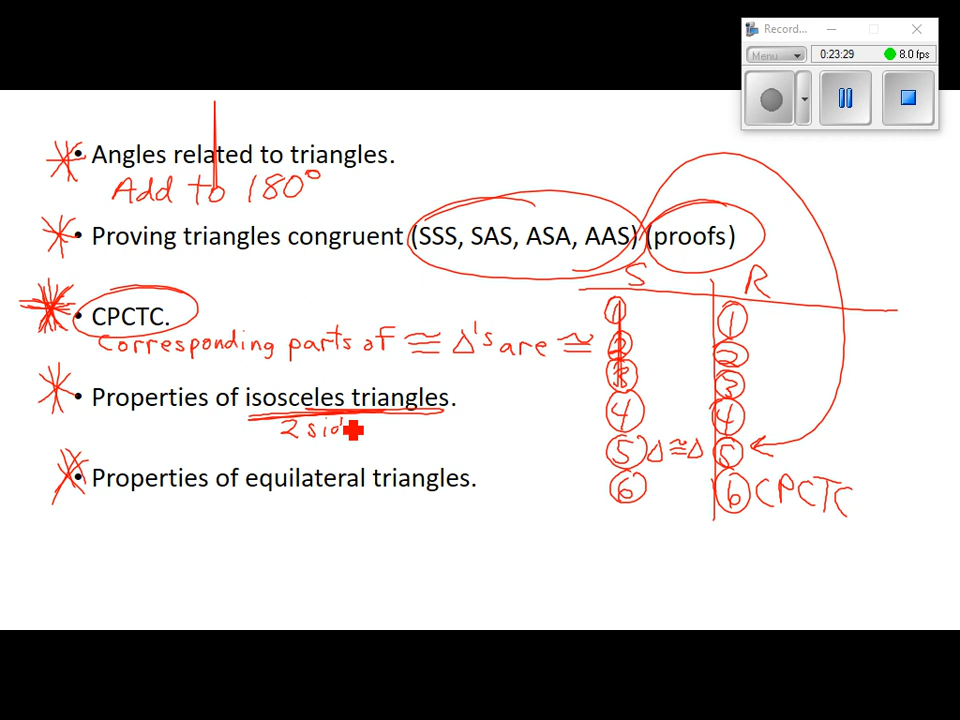 Record...
Menu
0:23:29
8.0 fps
• Angles related to triangles.
Add to 180°
• Proving triangles congruent (SSS, SAS, ASA, AAS) (proofs)
S R
• CPCTC.
Corresponding parts of ≅ Δ's are ≅
1 1
2 2
3 3
• Properties of isosceles triangles.
4 4
2 sid
5 Δ≅Δ 5
• Properties of equilateral triangles.
6 6 CPCTC